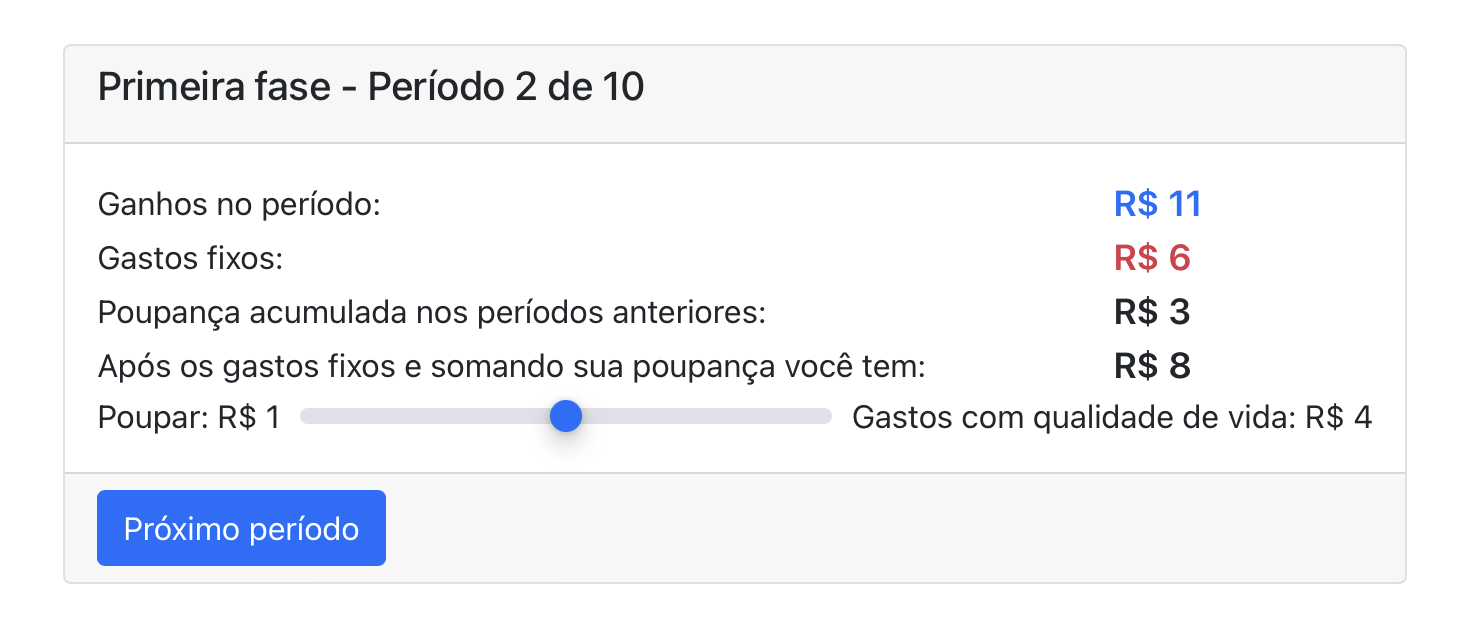 Primeira fase - Período 2 de 10
Ganhos no período: R$ 11
Gastos fixos: R$ 6
Poupança acumulada nos períodos anteriores: R$ 3
Após os gastos fixos e somando sua poupança você tem: R$ 8
Poupar: R$ 1 Gastos com qualidade de vida: R$ 4
Próximo período